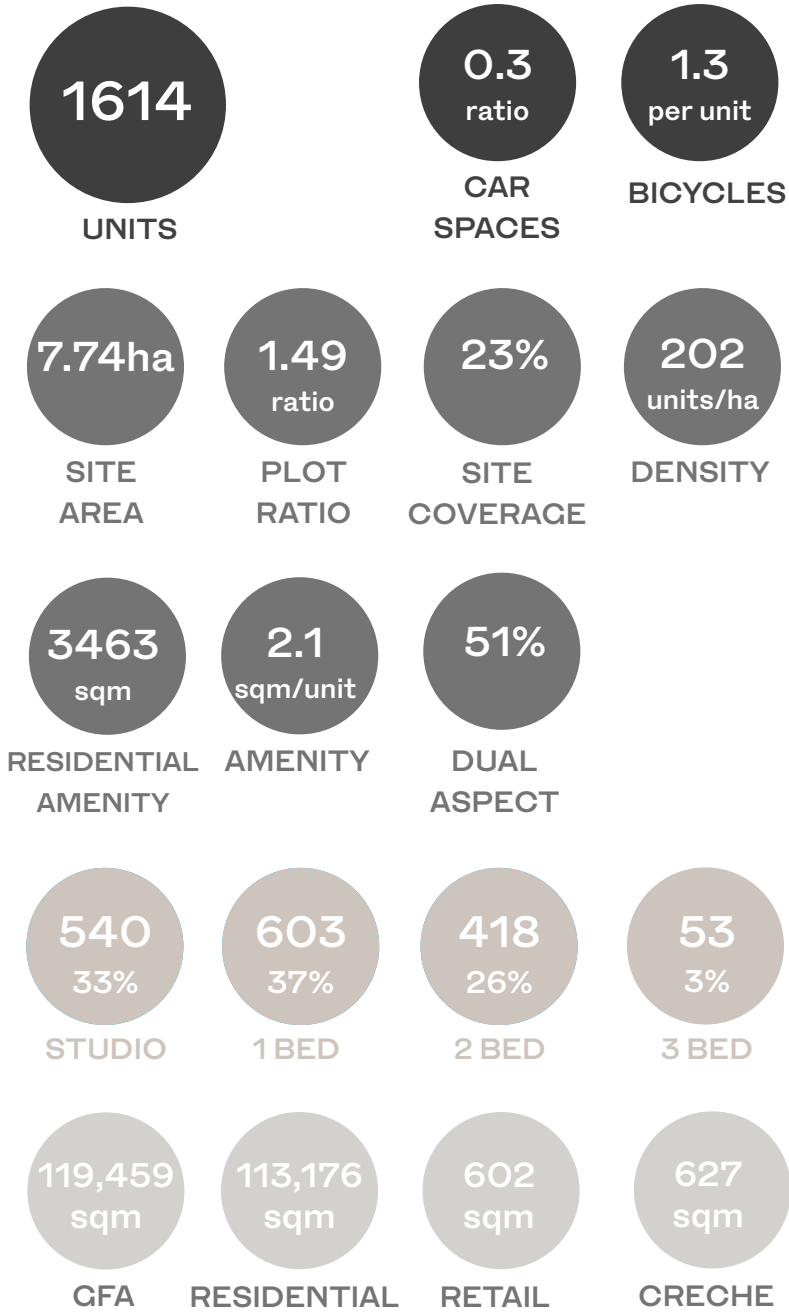 1614
UNITS
0.3
ratio
CAR
SPACES
1.3
per unit
BICYCLES
7.74ha
SITE
AREA
1.49
ratio
PLOT
RATIO
23%
SITE
COVERAGE
202
units/ha
DENSITY
3463
sqm
RESIDENTIAL
AMENITY
2.1
sqm/unit
AMENITY
51%
DUAL
ASPECT
540
33%
STUDIO
603
37%
1 BED
418
26%
2 BED
53
3%
3 BED
119,459
sqm
GFA
113,176
sqm
RESIDENTIAL
602
sqm
RETAIL
627
sqm
CRECHE